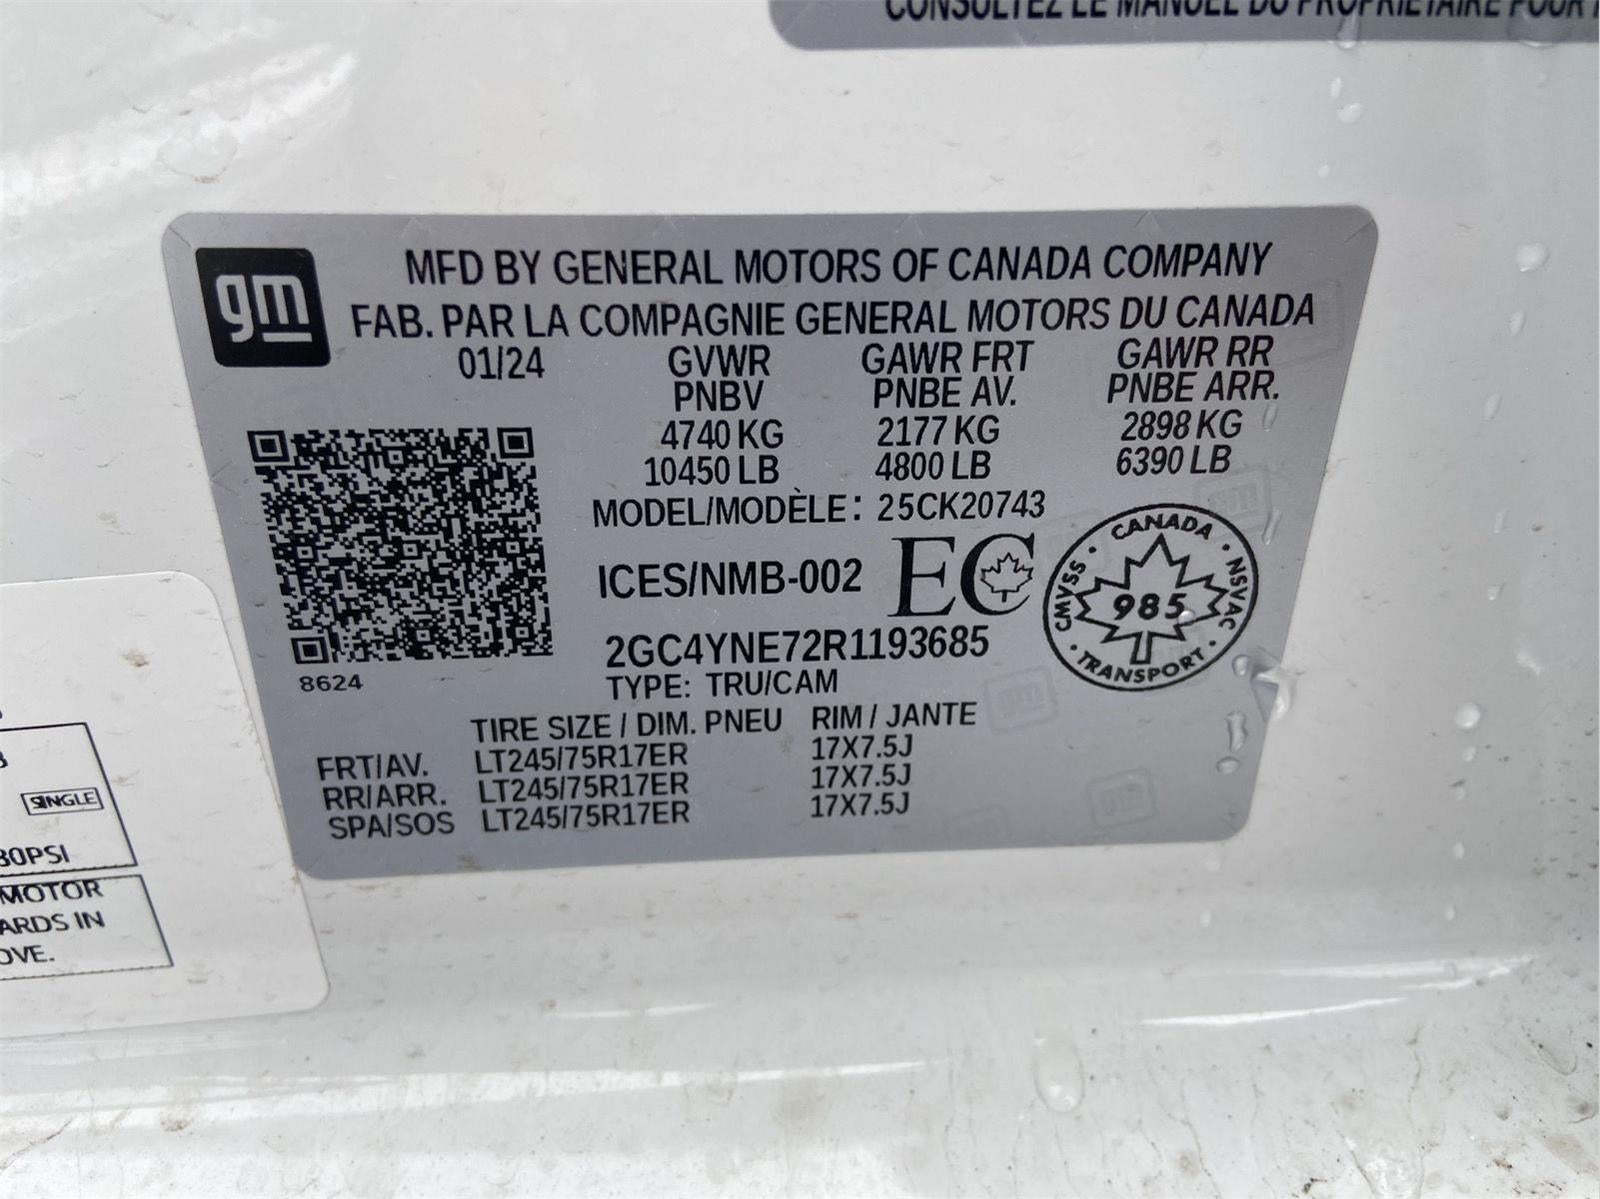 CONSULTEZ LE MANUEL DU PROPRIÉTAIRE POUR
gm
MFD BY GENERAL MOTORS OF CANADA COMPANY
FAB. PAR LA COMPAGNIE GENERAL MOTORS DU CANADA
01/24 GVWR GAWR FRT GAWR RR
PNBV PNBE AV. PNBE ARR.
4740 KG 2177 KG 2898 KG
10450 LB 4800 LB 6390 LB
MODEL/MODÈLE: 25CK20743
ICES/NMB-002 EC
CANADA · NSVAC · TRANSPORT · CMVSS ·
985
2GC4YNE72R1193685
8624
TYPE: TRU/CAM
TIRE SIZE / DIM. PNEU RIM / JANTE
FRT/AV. LT245/75R17ER 17X7.5J
RR/ARR. LT245/75R17ER 17X7.5J
SPA/SOS LT245/75R17ER 17X7.5J
SINGLE
80PSI
MOTOR
ARDS IN
OVE.